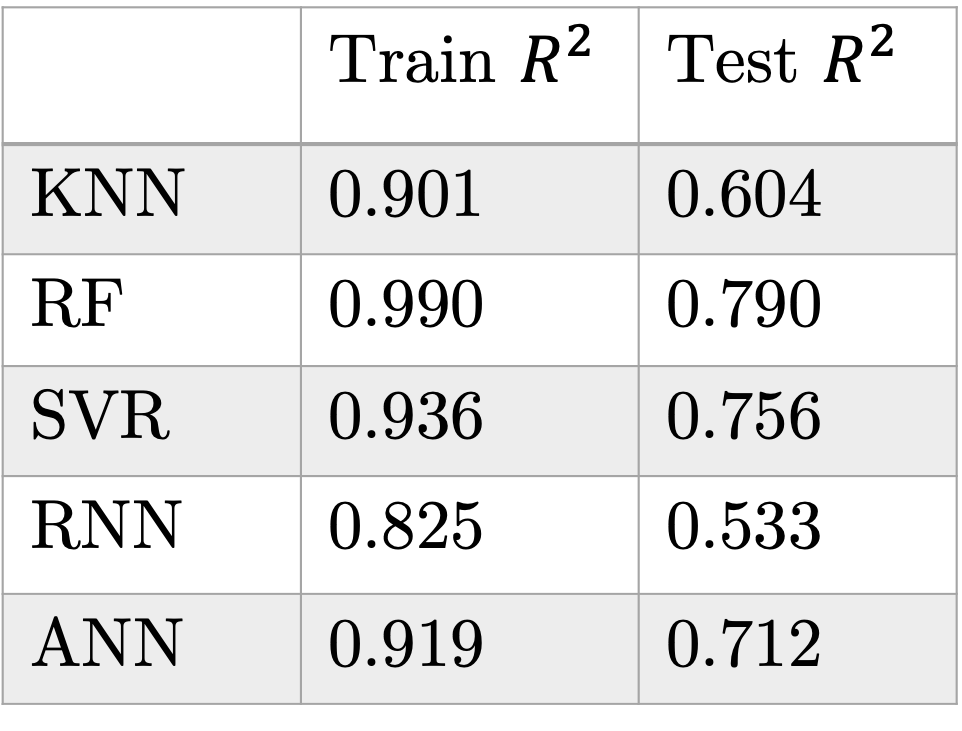 Train R² Test R²
KNN 0.901 0.604
RF 0.990 0.790
SVR 0.936 0.756
RNN 0.825 0.533
ANN 0.919 0.712